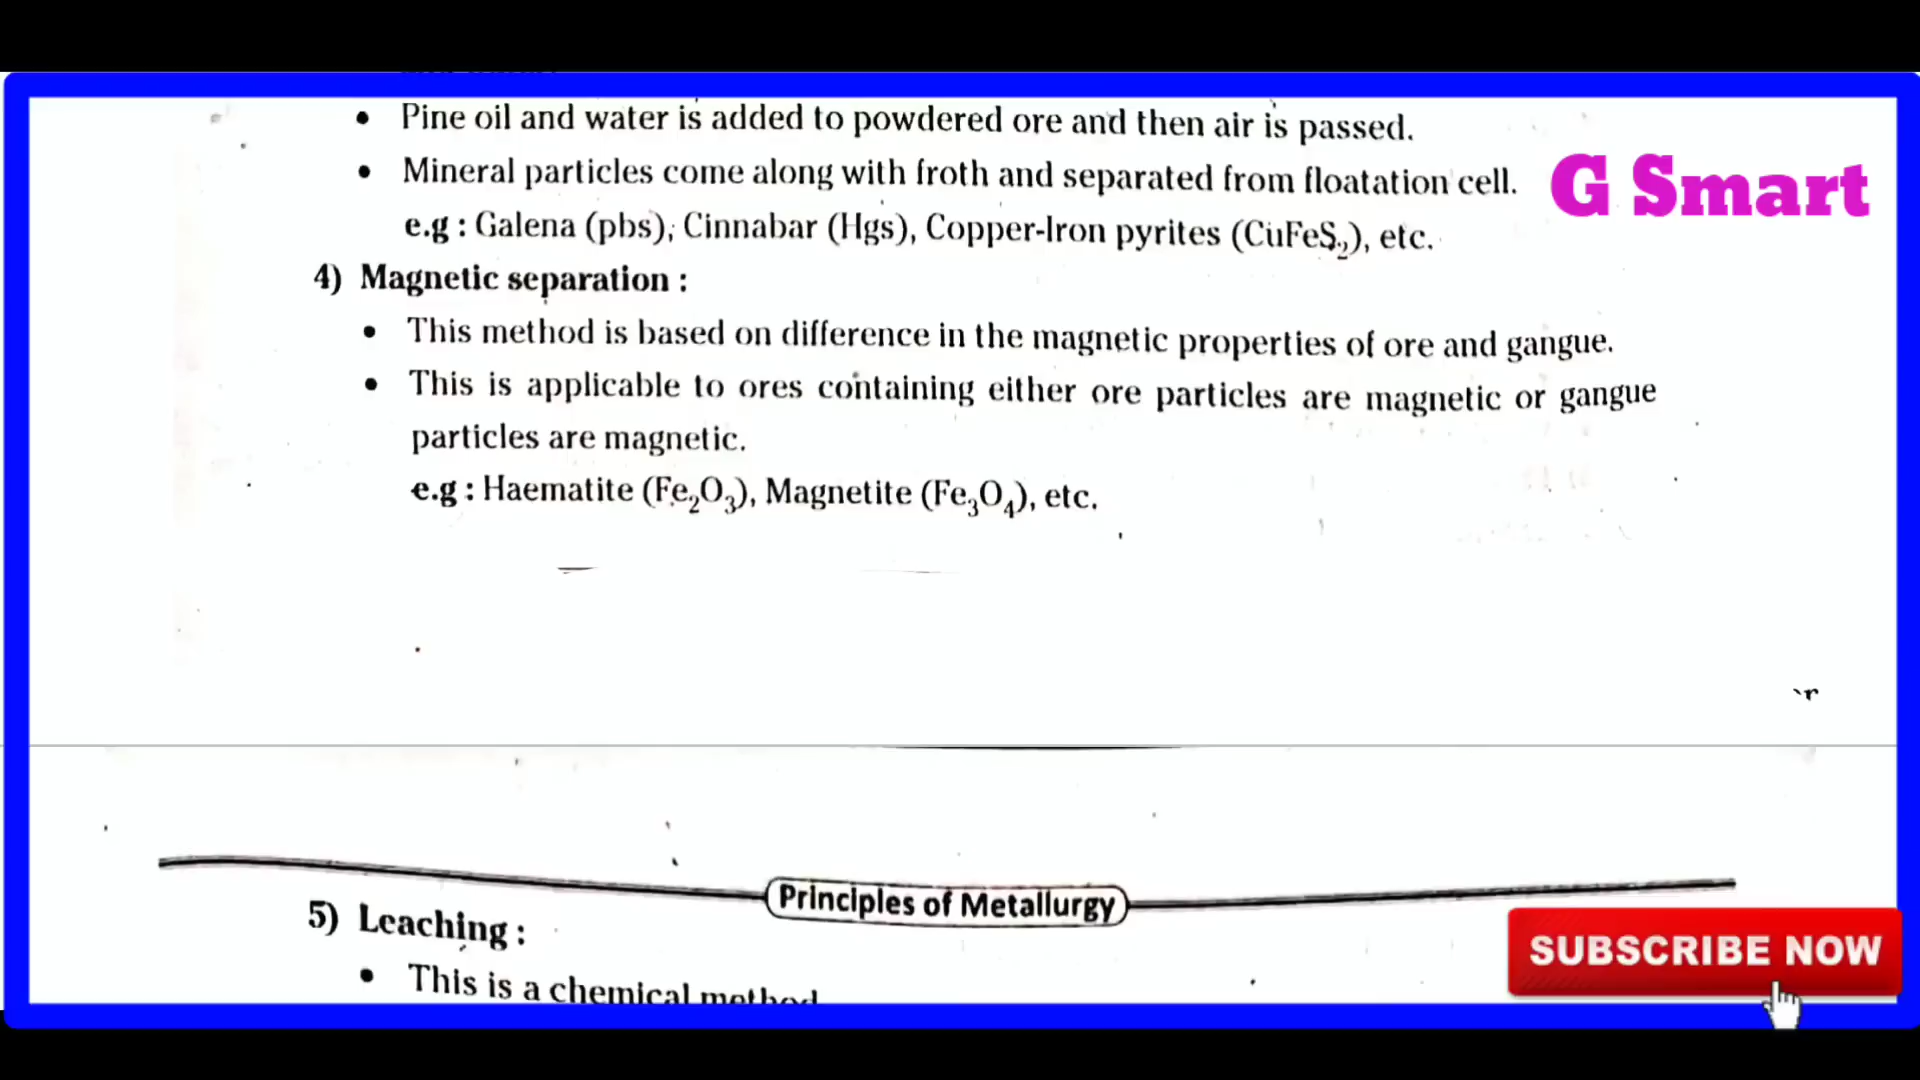 • Pine oil and water is added to powdered ore and then air is passed.
• Mineral particles come along with froth and separated from floatation cell.
G Smart
e.g : Galena (pbs), Cinnabar (Hgs), Copper-Iron pyrites (CuFeS₂), etc.
4) Magnetic separation :
• This method is based on difference in the magnetic properties of ore and gangue.
• This is applicable to ores containing either ore particles are magnetic or gangue
particles are magnetic.
e.g : Haematite (Fe₂O₃), Magnetite (Fe₃O₄), etc.
Principles of Metallurgy
5) Leaching :
• This is a chemical method
SUBSCRIBE NOW